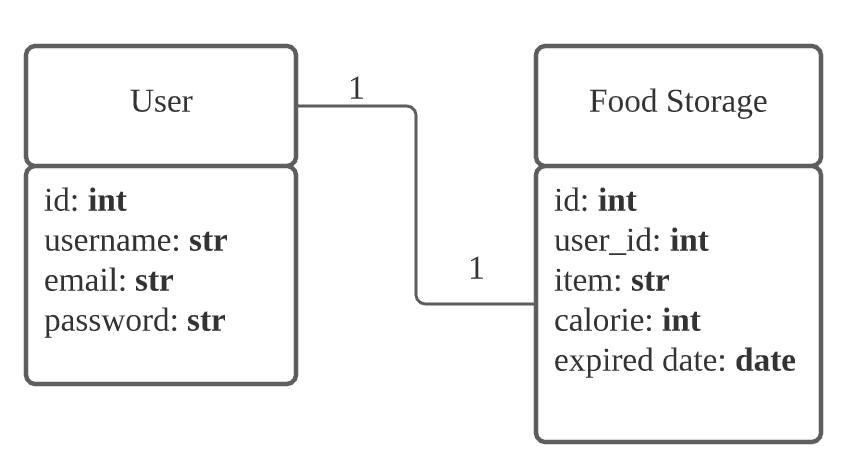 User
id: int
username: str
email: str
password: str
1
1
Food Storage
id: int
user_id: int
item: str
calorie: int
expired date: date